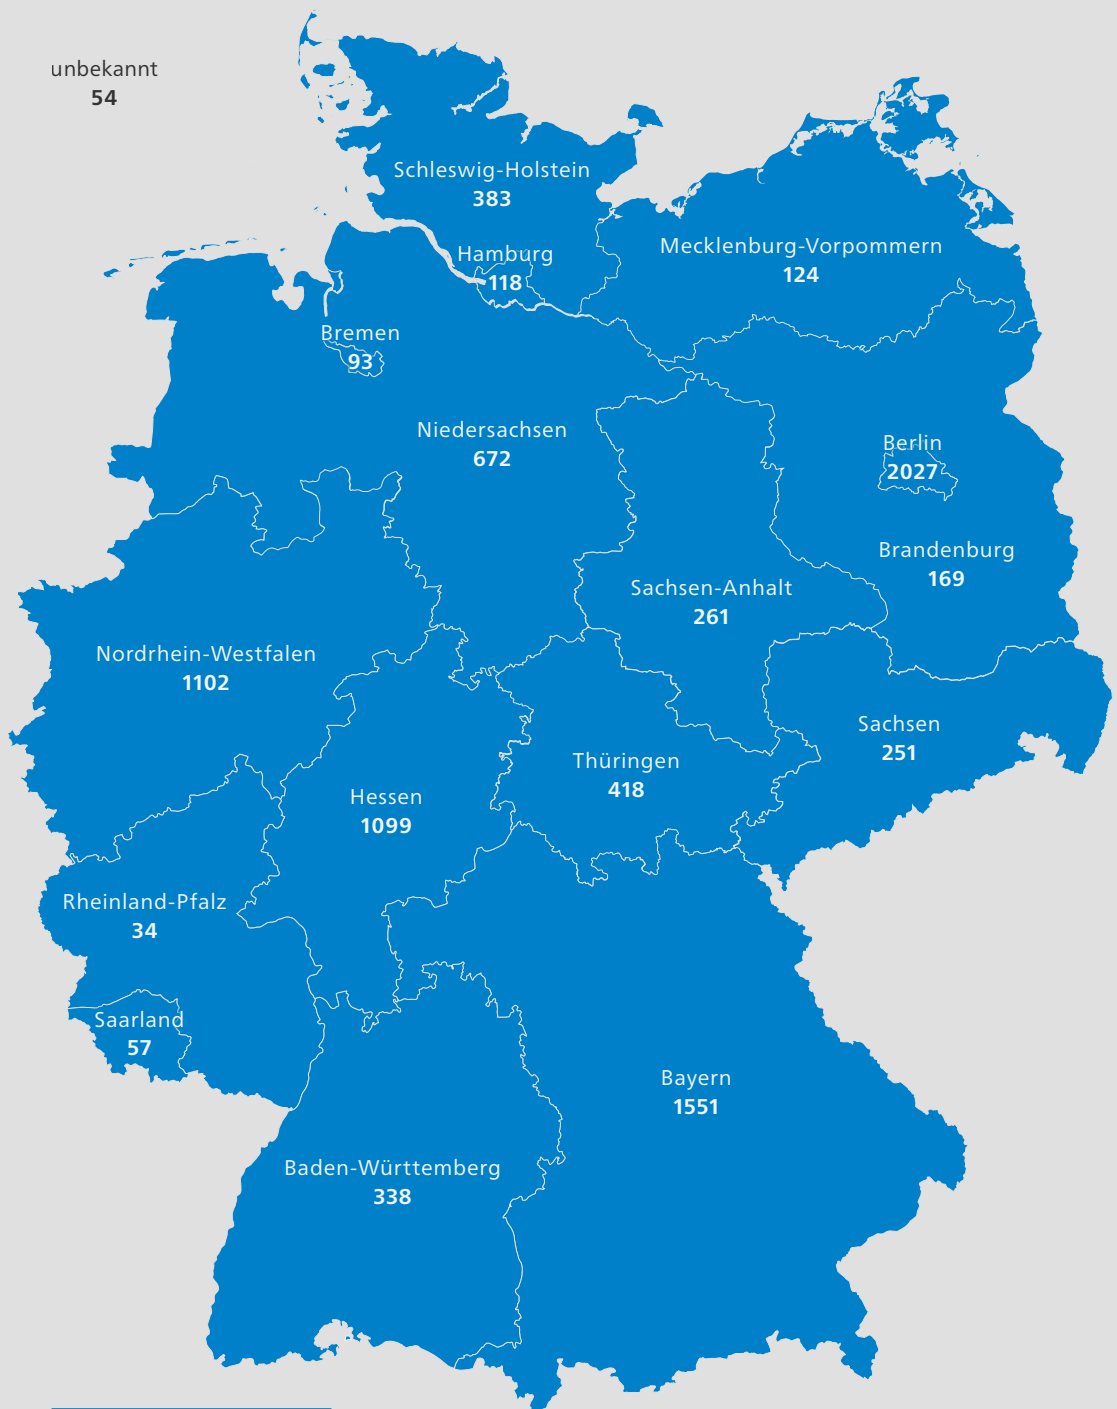 unbekannt
54
Schleswig-Holstein
383
Hamburg
118
Mecklenburg-Vorpommern
124
Bremen
93
Niedersachsen
672
Berlin
2027
Brandenburg
169
Sachsen-Anhalt
261
Nordrhein-Westfalen
1102
Sachsen
251
Thüringen
418
Hessen
1099
Rheinland-Pfalz
34
Saarland
57
Bayern
1551
Baden-Württemberg
338